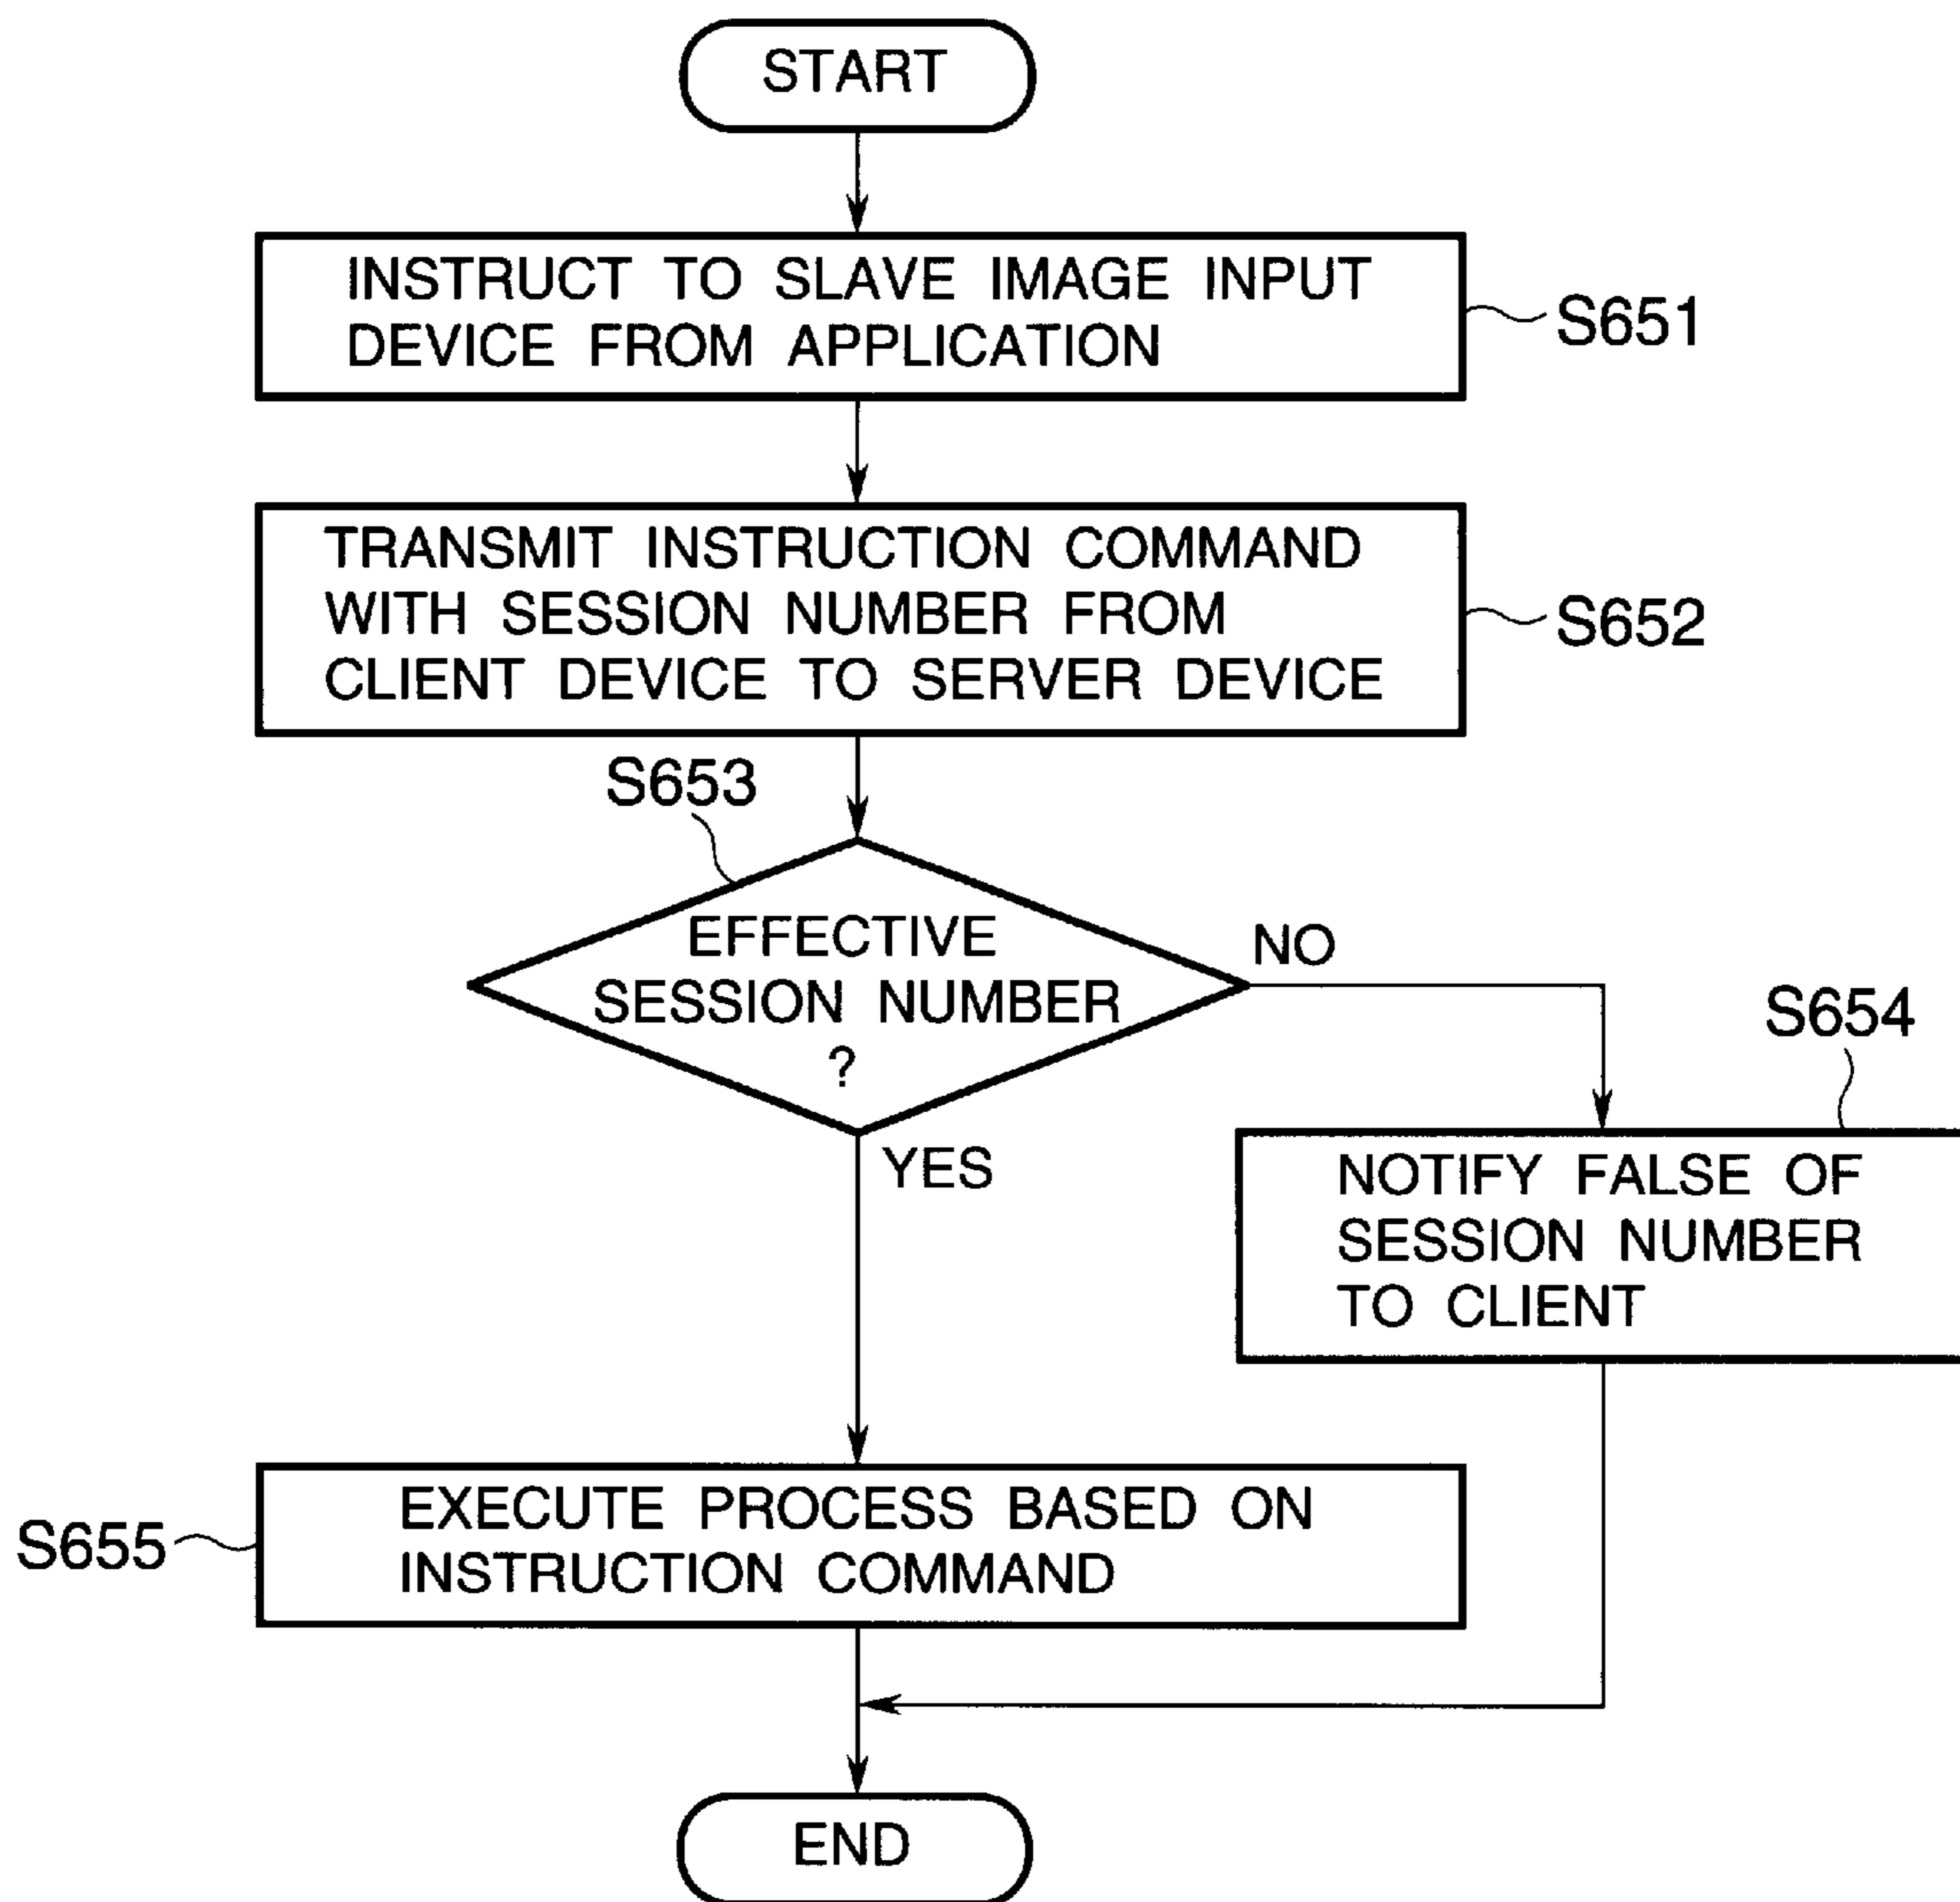 START
INSTRUCT TO SLAVE IMAGE INPUT
DEVICE FROM APPLICATION
S651
TRANSMIT INSTRUCTION COMMAND
WITH SESSION NUMBER FROM
CLIENT DEVICE TO SERVER DEVICE
S652
S653
EFFECTIVE
SESSION NUMBER
?
NO
YES
S654
NOTIFY FALSE OF
SESSION NUMBER
TO CLIENT
S655
EXECUTE PROCESS BASED ON
INSTRUCTION COMMAND
END